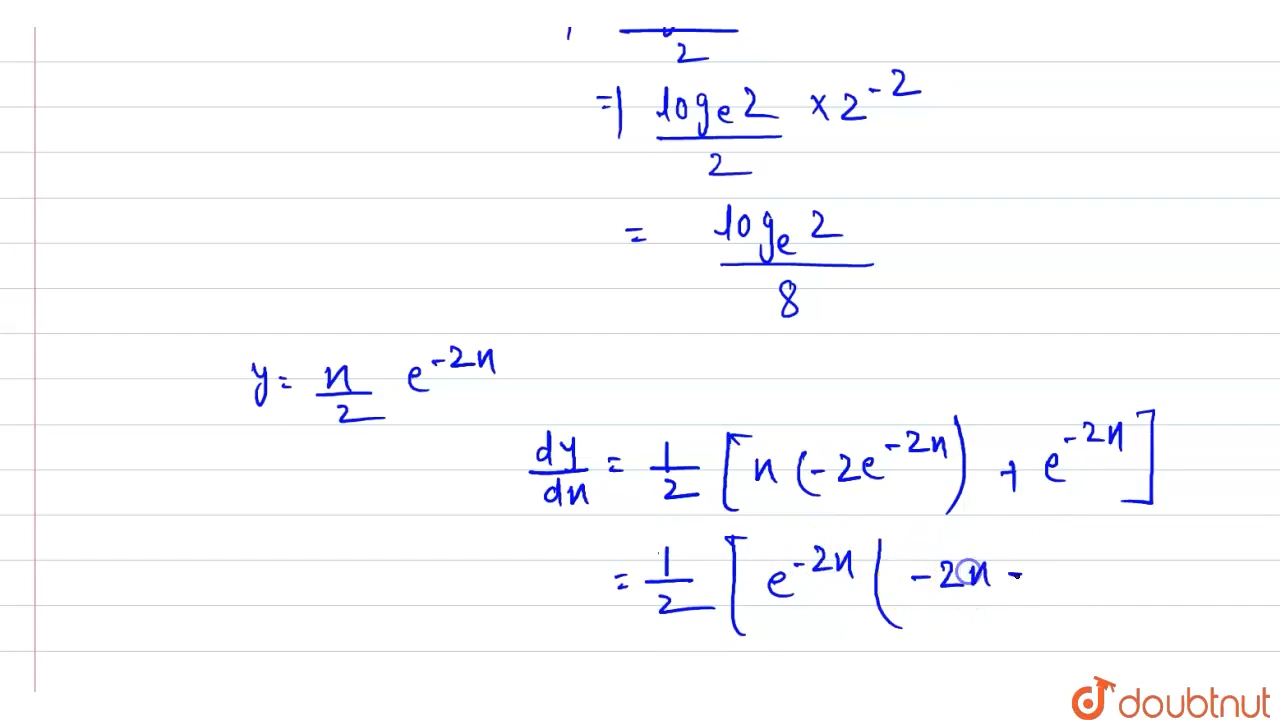 2
=) log_e 2 / 2 × 2^-2
= log_e 2 / 8
y = x/2 e^-2x
dy/dx = 1/2 [ x (-2e^-2x) + e^-2x ]
= 1/2 [ e^-2x ( -2x -
doubtnut